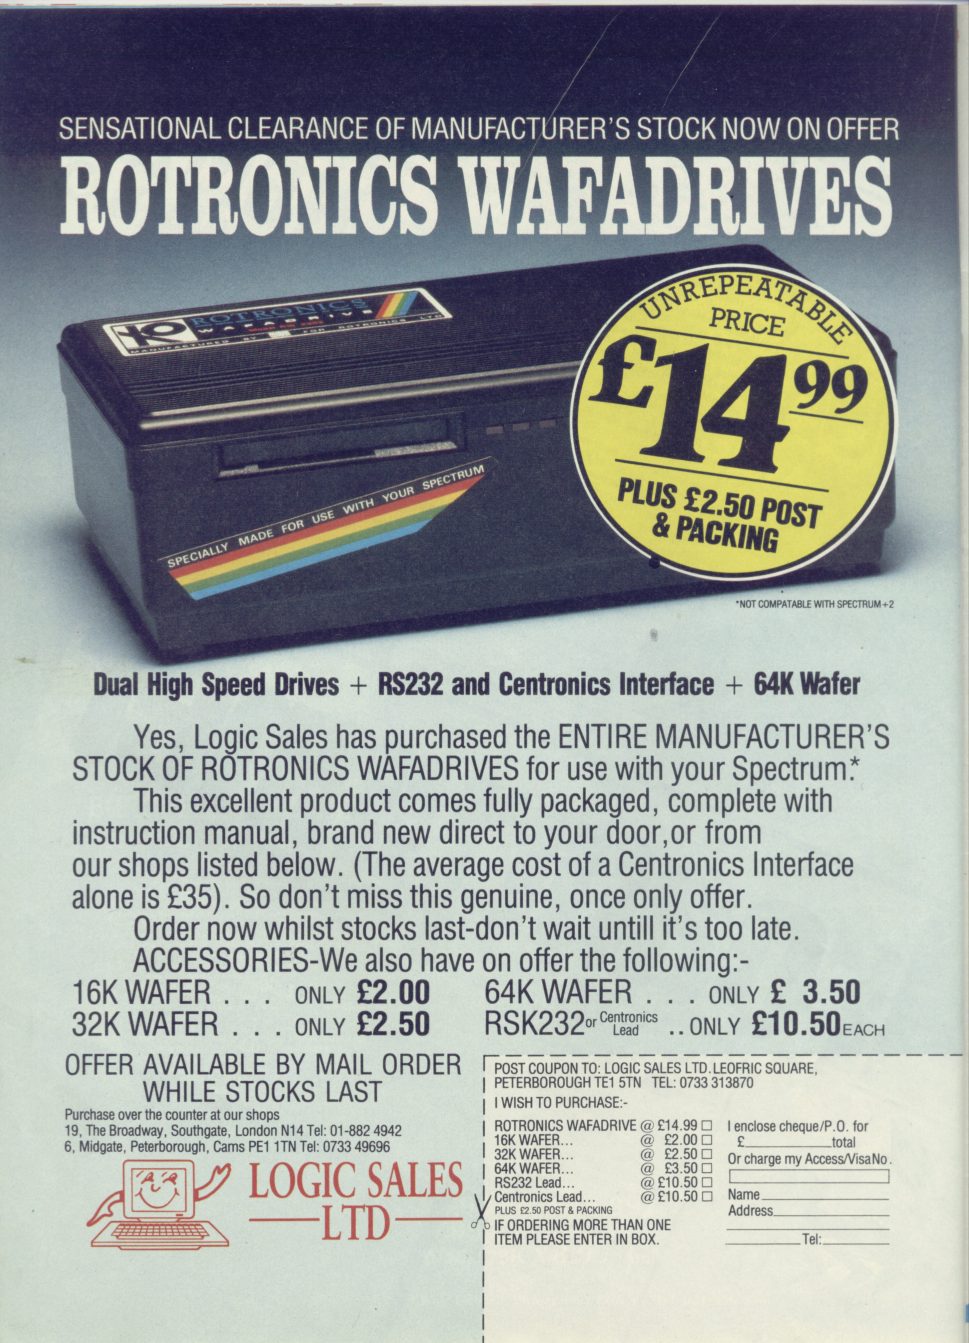 SENSATIONAL CLEARANCE OF MANUFACTURER'S STOCK NOW ON OFFER
ROTRONICS WAFADRIVES
ROTRONICS
WAFADRIVE
MANUFACTURED BY FOR ROTRONICS LTD
UNREPEATABLE
PRICE
£14 99
PLUS £2.50 POST
& PACKING
SPECIALLY MADE FOR USE WITH YOUR SPECTRUM
*NOT COMPATABLE WITH SPECTRUM+2
Dual High Speed Drives + RS232 and Centronics Interface + 64K Wafer
Yes, Logic Sales has purchased the ENTIRE MANUFACTURER'S
STOCK OF ROTRONICS WAFADRIVES for use with your Spectrum.*
This excellent product comes fully packaged, complete with
instruction manual, brand new direct to your door,or from
our shops listed below. (The average cost of a Centronics Interface
alone is £35). So don't miss this genuine, once only offer.
Order now whilst stocks last-don't wait untill it's too late.
ACCESSORIES-We also have on offer the following:-
16K WAFER . . . ONLY £2.00
32K WAFER . . . ONLY £2.50
64K WAFER . . . ONLY £ 3.50
RSK232 or Centronics Lead .. ONLY £10.50 EACH
OFFER AVAILABLE BY MAIL ORDER
WHILE STOCKS LAST
Purchase over the counter at our shops
19, The Broadway, Southgate, London N14 Tel: 01-882 4942
6, Midgate, Peterborough, Cams PE1 1TN Tel: 0733 49696
LOGIC SALES
LTD
POST COUPON TO: LOGIC SALES LTD. LEOFRIC SQUARE,
PETERBOROUGH TE1 5TN TEL: 0733 313870
I WISH TO PURCHASE:-
ROTRONICS WAFADRIVE @ £14.99
16K WAFER... @ £2.00
32K WAFER... @ £2.50
64K WAFER... @ £3.50
RS232 Lead... @ £10.50
Centronics Lead... @ £10.50
PLUS £2.50 POST & PACKING
IF ORDERING MORE THAN ONE
ITEM PLEASE ENTER IN BOX.
I enclose cheque/P.O. for
£ total
Or charge my Access/Visa No.
Name
Address
Tel: